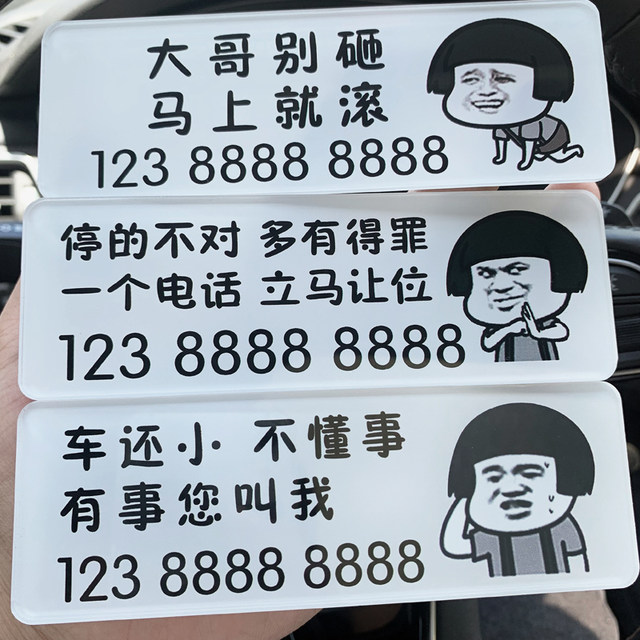 大哥别砸
马上就滚
123 8888 8888
停的不对 多有得罪
一个电话 立马让位
123 8888 8888
车还小 不懂事
有事您叫我
123 8888 8888